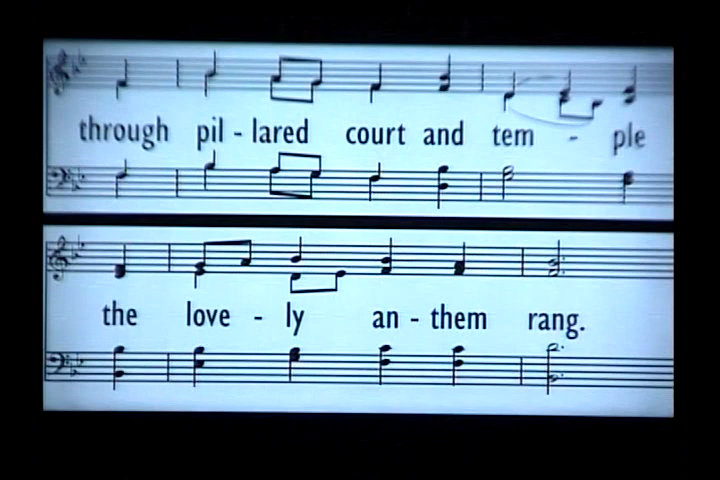 through pil - lared court and tem - ple
the love - ly an - them rang.